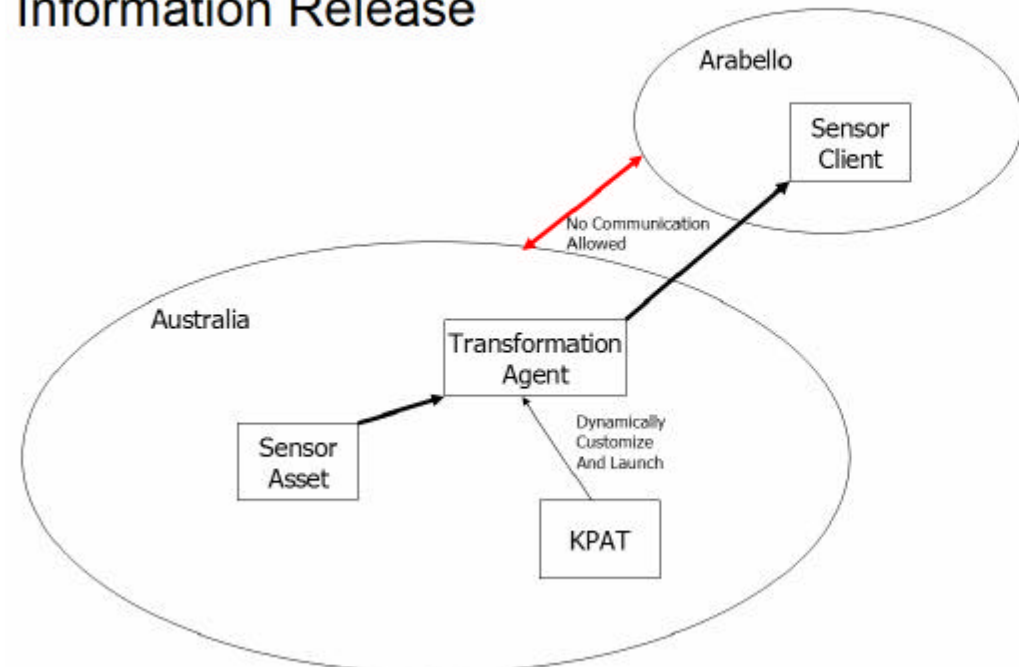 Information Release
Arabello
Sensor
Client
No Communication
Allowed
Australia
Transformation
Agent
Dynamically
Customize
And Launch
Sensor
Asset
KPAT